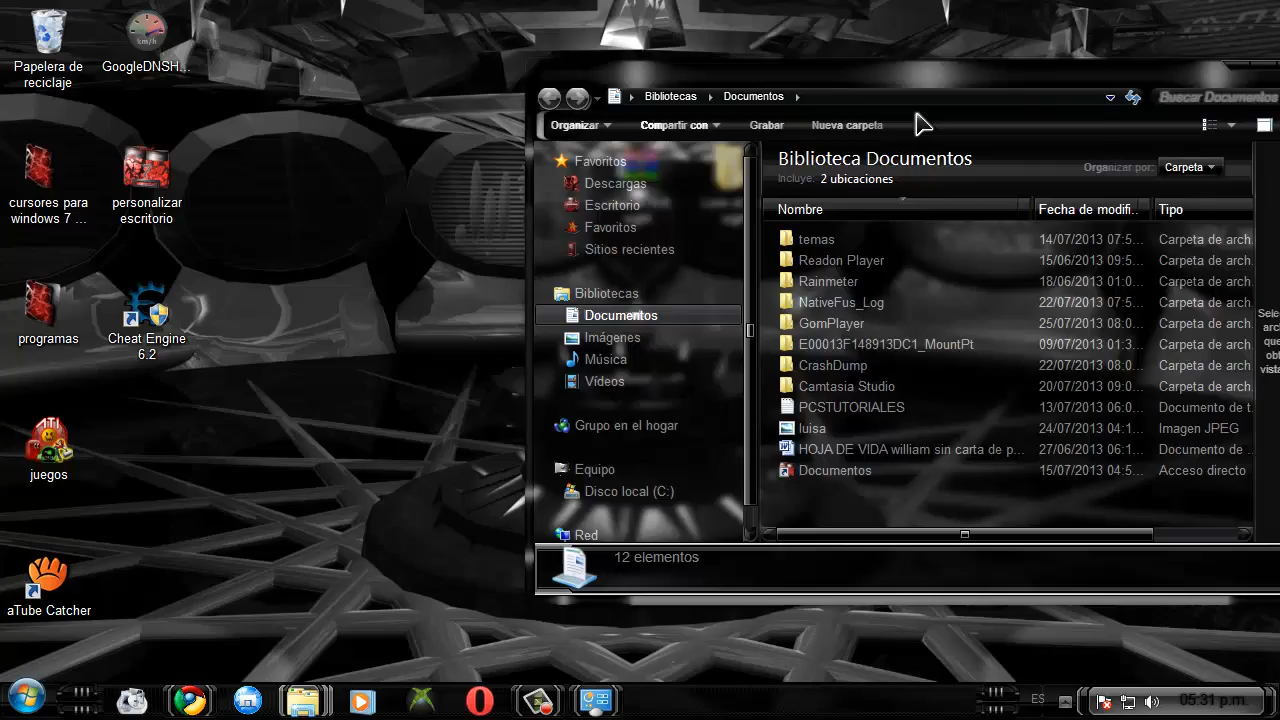 Papelera de
reciclaje
GoogleDNSH...
km/h
cursores para
windows 7 ...
personalizar
escritorio
programas
Cheat Engine
6.2
juegos
aTube Catcher
Bibliotecas
Documentos
Buscar Documentos
Organizar
Compartir con
Grabar
Nueva carpeta
Favoritos
Descargas
Escritorio
Favoritos
Sitios recientes
Bibliotecas
Documentos
Imágenes
Música
Vídeos
Grupo en el hogar
Equipo
Disco local (C:)
Red
Biblioteca Documentos
Incluye: 2 ubicaciones
Organizar por: Carpeta
Nombre Fecha de modifi... Tipo
temas 14/07/2013 07:5... Carpeta de arch
Readon Player 15/06/2013 09:5... Carpeta de arch
Rainmeter 18/06/2013 01:0... Carpeta de arch
NativeFus_Log 22/07/2013 07:5... Carpeta de arch
GomPlayer 25/07/2013 08:0... Carpeta de arch
E00013F148913DC1_MountPt 09/07/2013 01:3... Carpeta de arch
CrashDump 22/07/2013 08:0... Carpeta de arch
Camtasia Studio 20/07/2013 09:0... Carpeta de arch
PCSTUTORIALES 13/07/2013 06:0... Documento de t
luisa 24/07/2013 04:1... Imagen JPEG
HOJA DE VIDA william sin carta de p... 27/06/2013 06:1... Documento de
Documentos 15/07/2013 04:5... Acceso directo
Sele
arc
que
ob
vista
12 elementos
ES
05:31 p.m.